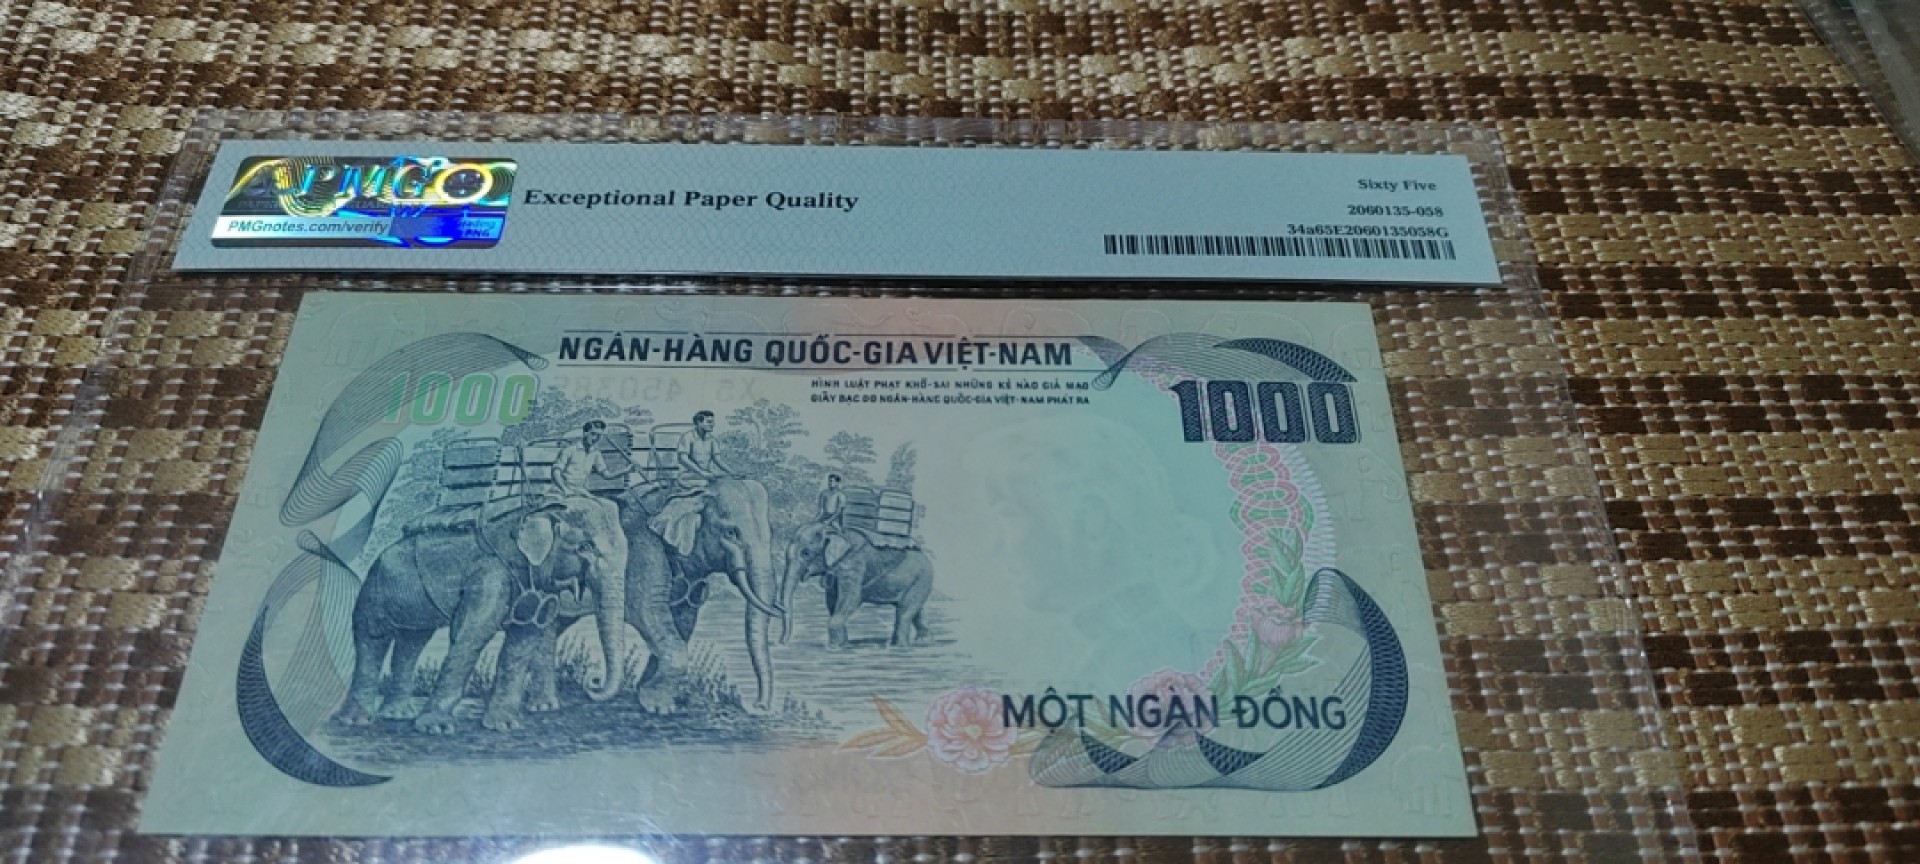 PMG
PMGnotes.com/verify
Exceptional Paper Quality
Sixty Five
2060135-058
34a65E2060135058G
NGÂN-HÀNG QUỐC-GIA VIỆT-NAM
HÌNH LUẬT PHẠT KHỔ-SAI NHỮNG KẺ NÀO GIẢ MẠO
GIẤY BẠC DO NGÂN-HÀNG QUỐC-GIA VIỆT-NAM PHÁT RA
1000
1000
MỘT NGÀN ĐỒNG